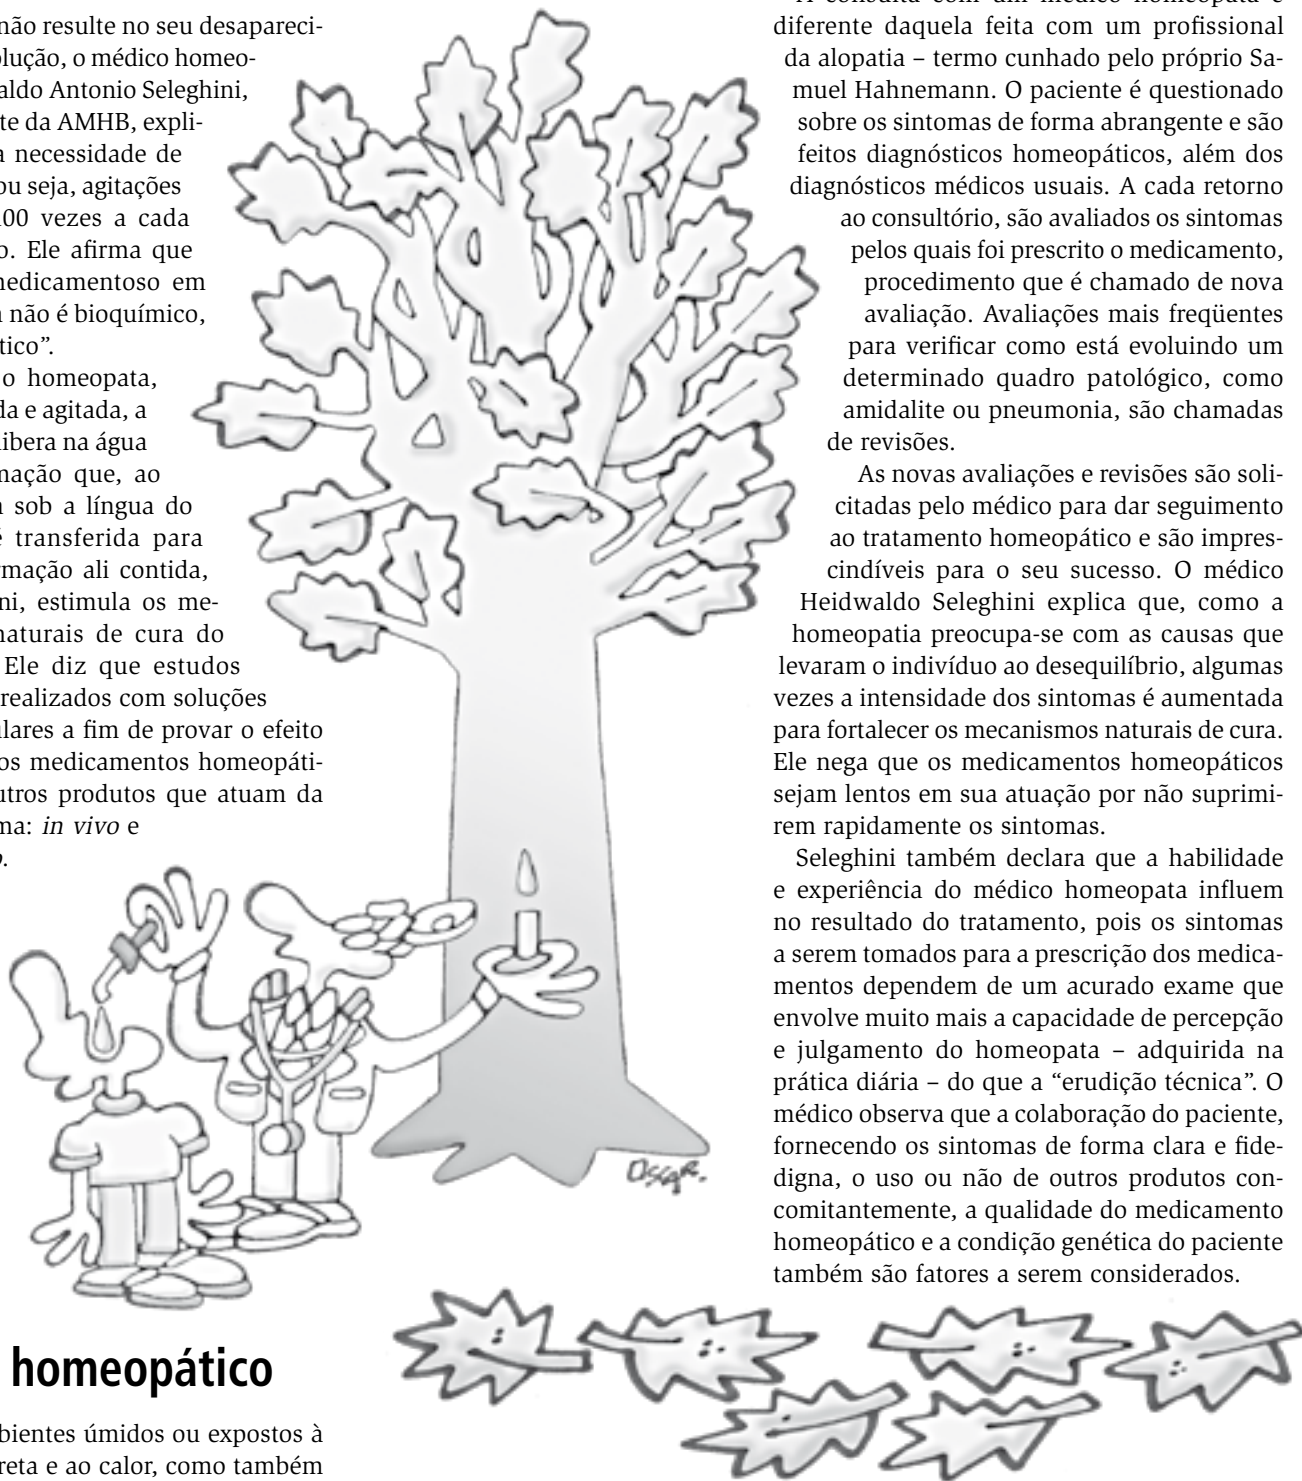 não resulte no seu desapareci-
olução, o médico homeo-
aldo Antonio Seleghini,
te da AMHB, expli-
a necessidade de
ou seja, agitações
100 vezes a cada
o. Ele afirma que
medicamentoso em
não é bioquímico,
tico”.
o homeopata,
da e agitada, a
libera na água
mação que, ao
sob a língua do
é transferida para
rmação ali contida,
ni, estimula os me-
naturais de cura do
Ele diz que estudos
realizados com soluções
lares a fim de provar o efeito
os medicamentos homeopáti-
utros produtos que atuam da
ma: in vivo e
o.
homeopático
bientes úmidos ou expostos à
reta e ao calor, como também
A consulta com um médico homeopata é
diferente daquela feita com um profissional
da alopatia – termo cunhado pelo próprio Sa-
muel Hahnemann. O paciente é questionado
sobre os sintomas de forma abrangente e são
feitos diagnósticos homeopáticos, além dos
diagnósticos médicos usuais. A cada retorno
ao consultório, são avaliados os sintomas
pelos quais foi prescrito o medicamento,
procedimento que é chamado de nova
avaliação. Avaliações mais freqüentes
para verificar como está evoluindo um
determinado quadro patológico, como
amidalite ou pneumonia, são chamadas
de revisões.
As novas avaliações e revisões são soli-
citadas pelo médico para dar seguimento
ao tratamento homeopático e são impres-
cindíveis para o seu sucesso. O médico
Heidwaldo Seleghini explica que, como a
homeopatia preocupa-se com as causas que
levaram o indivíduo ao desequilíbrio, algumas
vezes a intensidade dos sintomas é aumentada
para fortalecer os mecanismos naturais de cura.
Ele nega que os medicamentos homeopáticos
sejam lentos em sua atuação por não suprimi-
rem rapidamente os sintomas.
Seleghini também declara que a habilidade
e experiência do médico homeopata influem
no resultado do tratamento, pois os sintomas
a serem tomados para a prescrição dos medica-
mentos dependem de um acurado exame que
envolve muito mais a capacidade de percepção
e julgamento do homeopata – adquirida na
prática diária – do que a “erudição técnica”. O
médico observa que a colaboração do paciente,
fornecendo os sintomas de forma clara e fide-
digna, o uso ou não de outros produtos con-
comitantemente, a qualidade do medicamento
homeopático e a condição genética do paciente
também são fatores a serem considerados.
OSCAR.